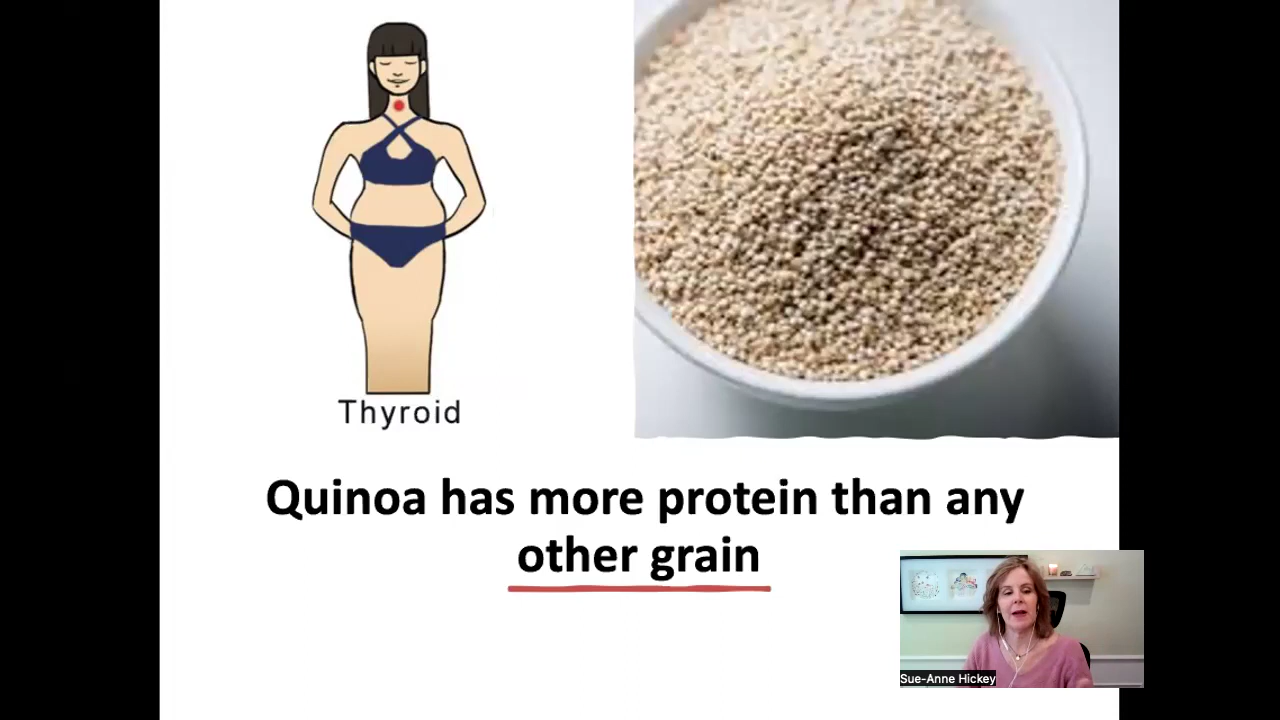 Thyroid
Quinoa has more protein than any
other grain
Sue-Anne Hickey